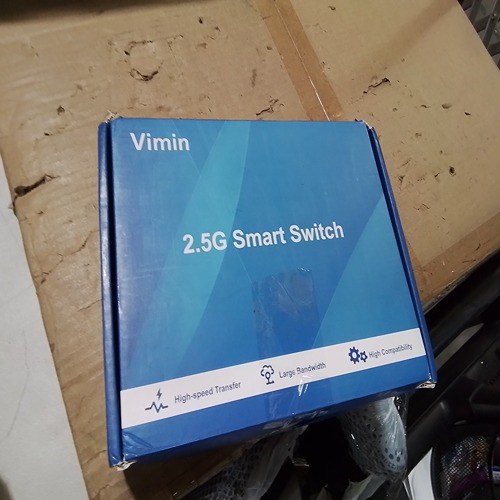 Vimin
2.5G Smart Switch
High-speed Transfer
Large Bandwidth
High Compatibility